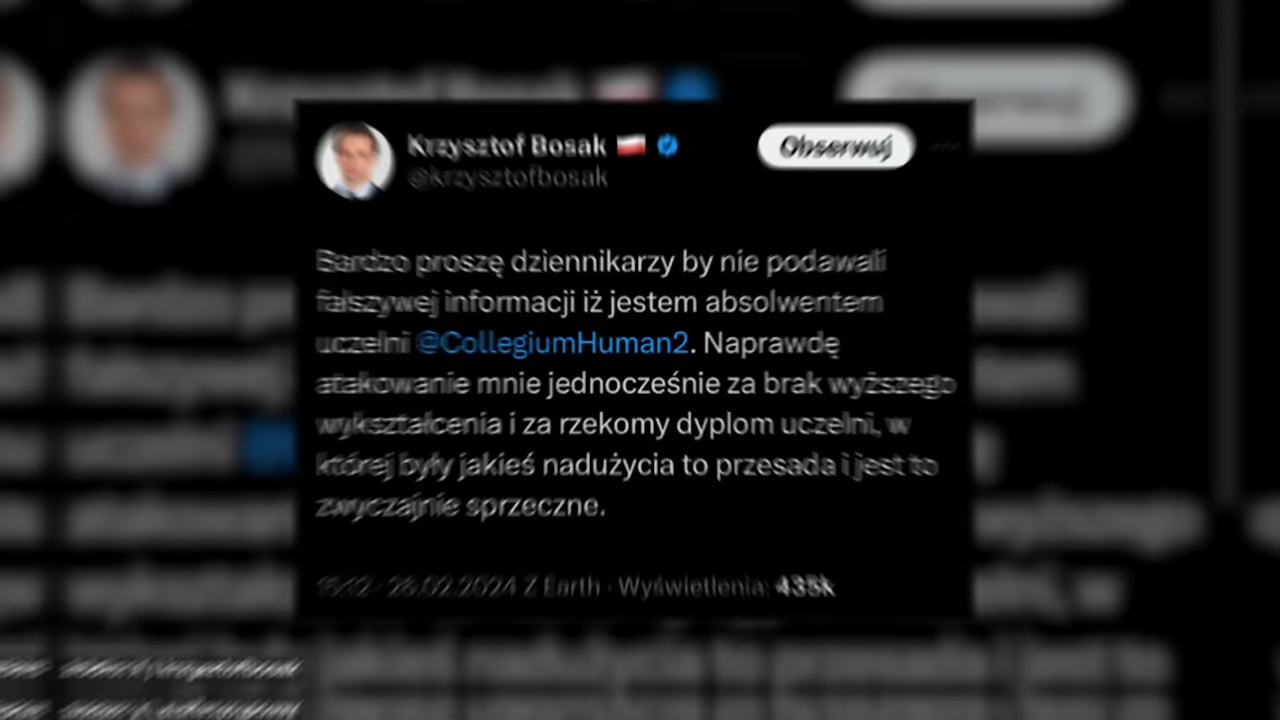 Krzysztof Bosak
@krzysztofbosak
Obserwuj
Bardzo proszę dziennikarzy by nie podawali
fałszywej informacji iż jestem absolwentem
uczelni @CollegiumHuman2. Naprawdę
atakowanie mnie jednocześnie za brak wyższego
wykształcenia i za rzekomy dyplom uczelni, w
której były jakieś nadużycia to przesada i jest to
zwyczajnie sprzeczne.
26.02.2024 Z Earth · Wyświetlenia: 435k